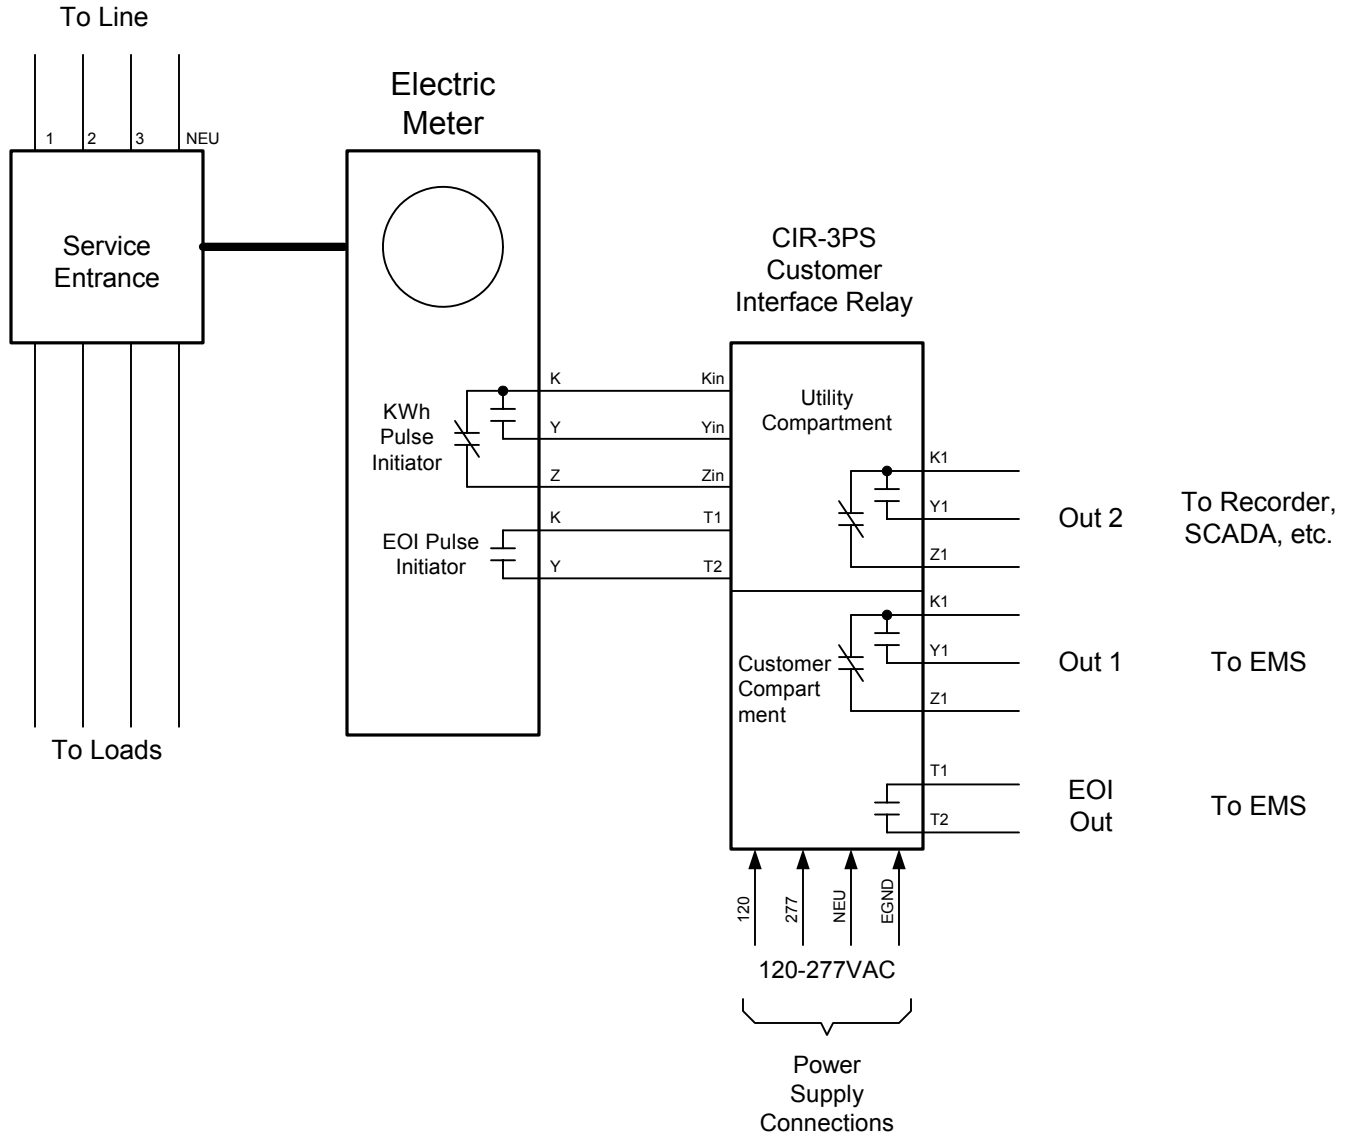 To Line
1
2
3
NEU
Service
Entrance
To Loads
Electric
Meter
KWh
Pulse
Initiator
EOI Pulse
Initiator
K
Y
Z
K
Y
Kin
Yin
Zin
T1
T2
CIR-3PS
Customer
Interface Relay
Utility
Compartment
Customer
Compart
ment
K1
Y1
Z1
K1
Y1
Z1
T1
T2
Out 2
To Recorder,
SCADA, etc.
Out 1
To EMS
EOI
Out
To EMS
120
277
NEU
EGND
120-277VAC
Power
Supply
Connections